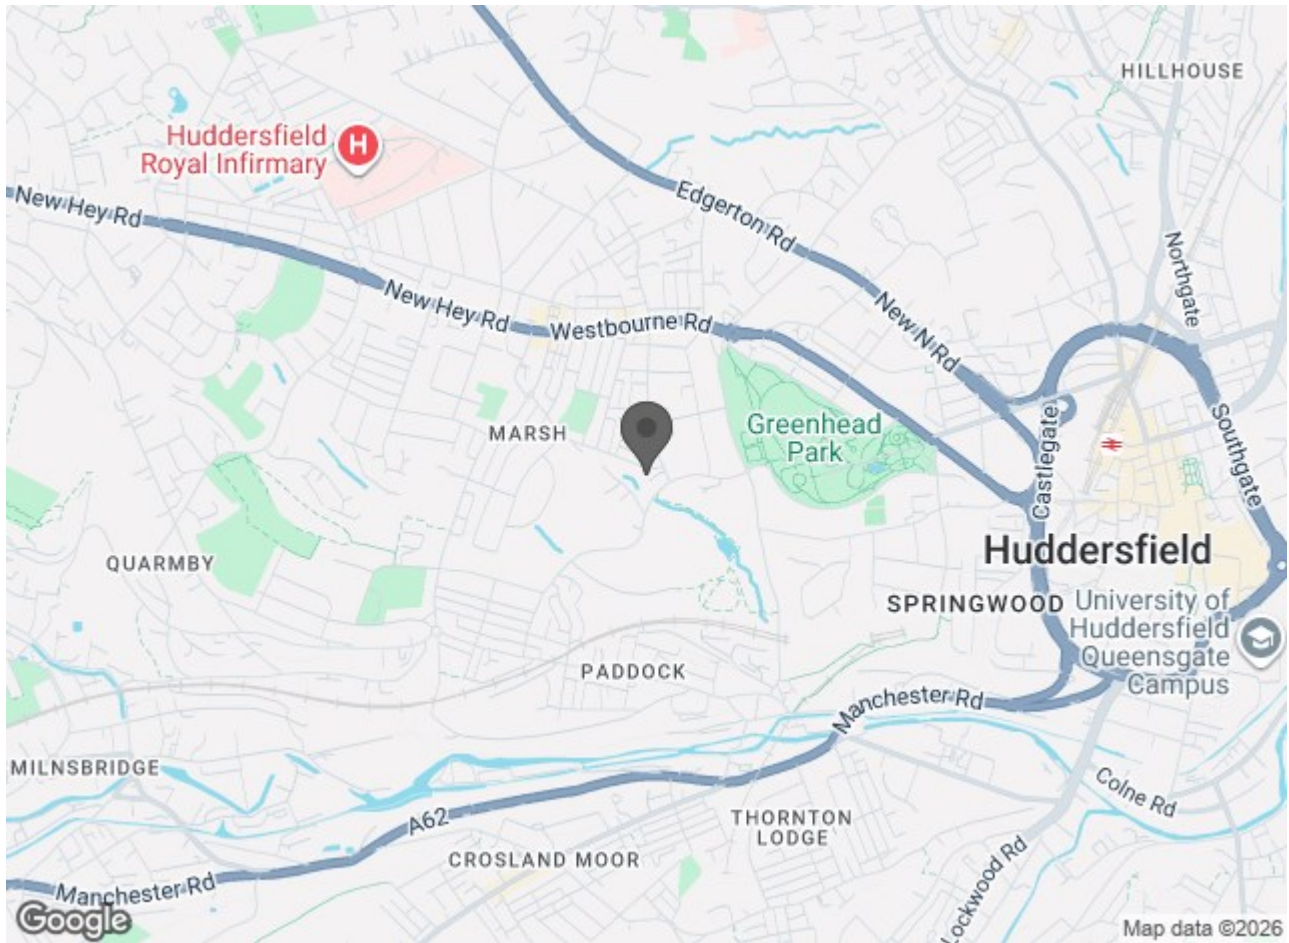 HILLHOUSE
Huddersfield
Royal Infirmary
H
New Hey Rd
Edgerton Rd
Northgate
New Hey Rd
Westbourne Rd
New N Rd
Greenhead
Park
MARSH
Castlegate
Southgate
Huddersfield
QUARMBY
SPRINGWOOD
University of
Huddersfield
Queensgate
Campus
PADDOCK
Manchester Rd
MILNSBRIDGE
Colne Rd
A62
THORNTON
LODGE
CROSLAND MOOR
Lockwood Rd
Manchester Rd
Google
Map data ©2026